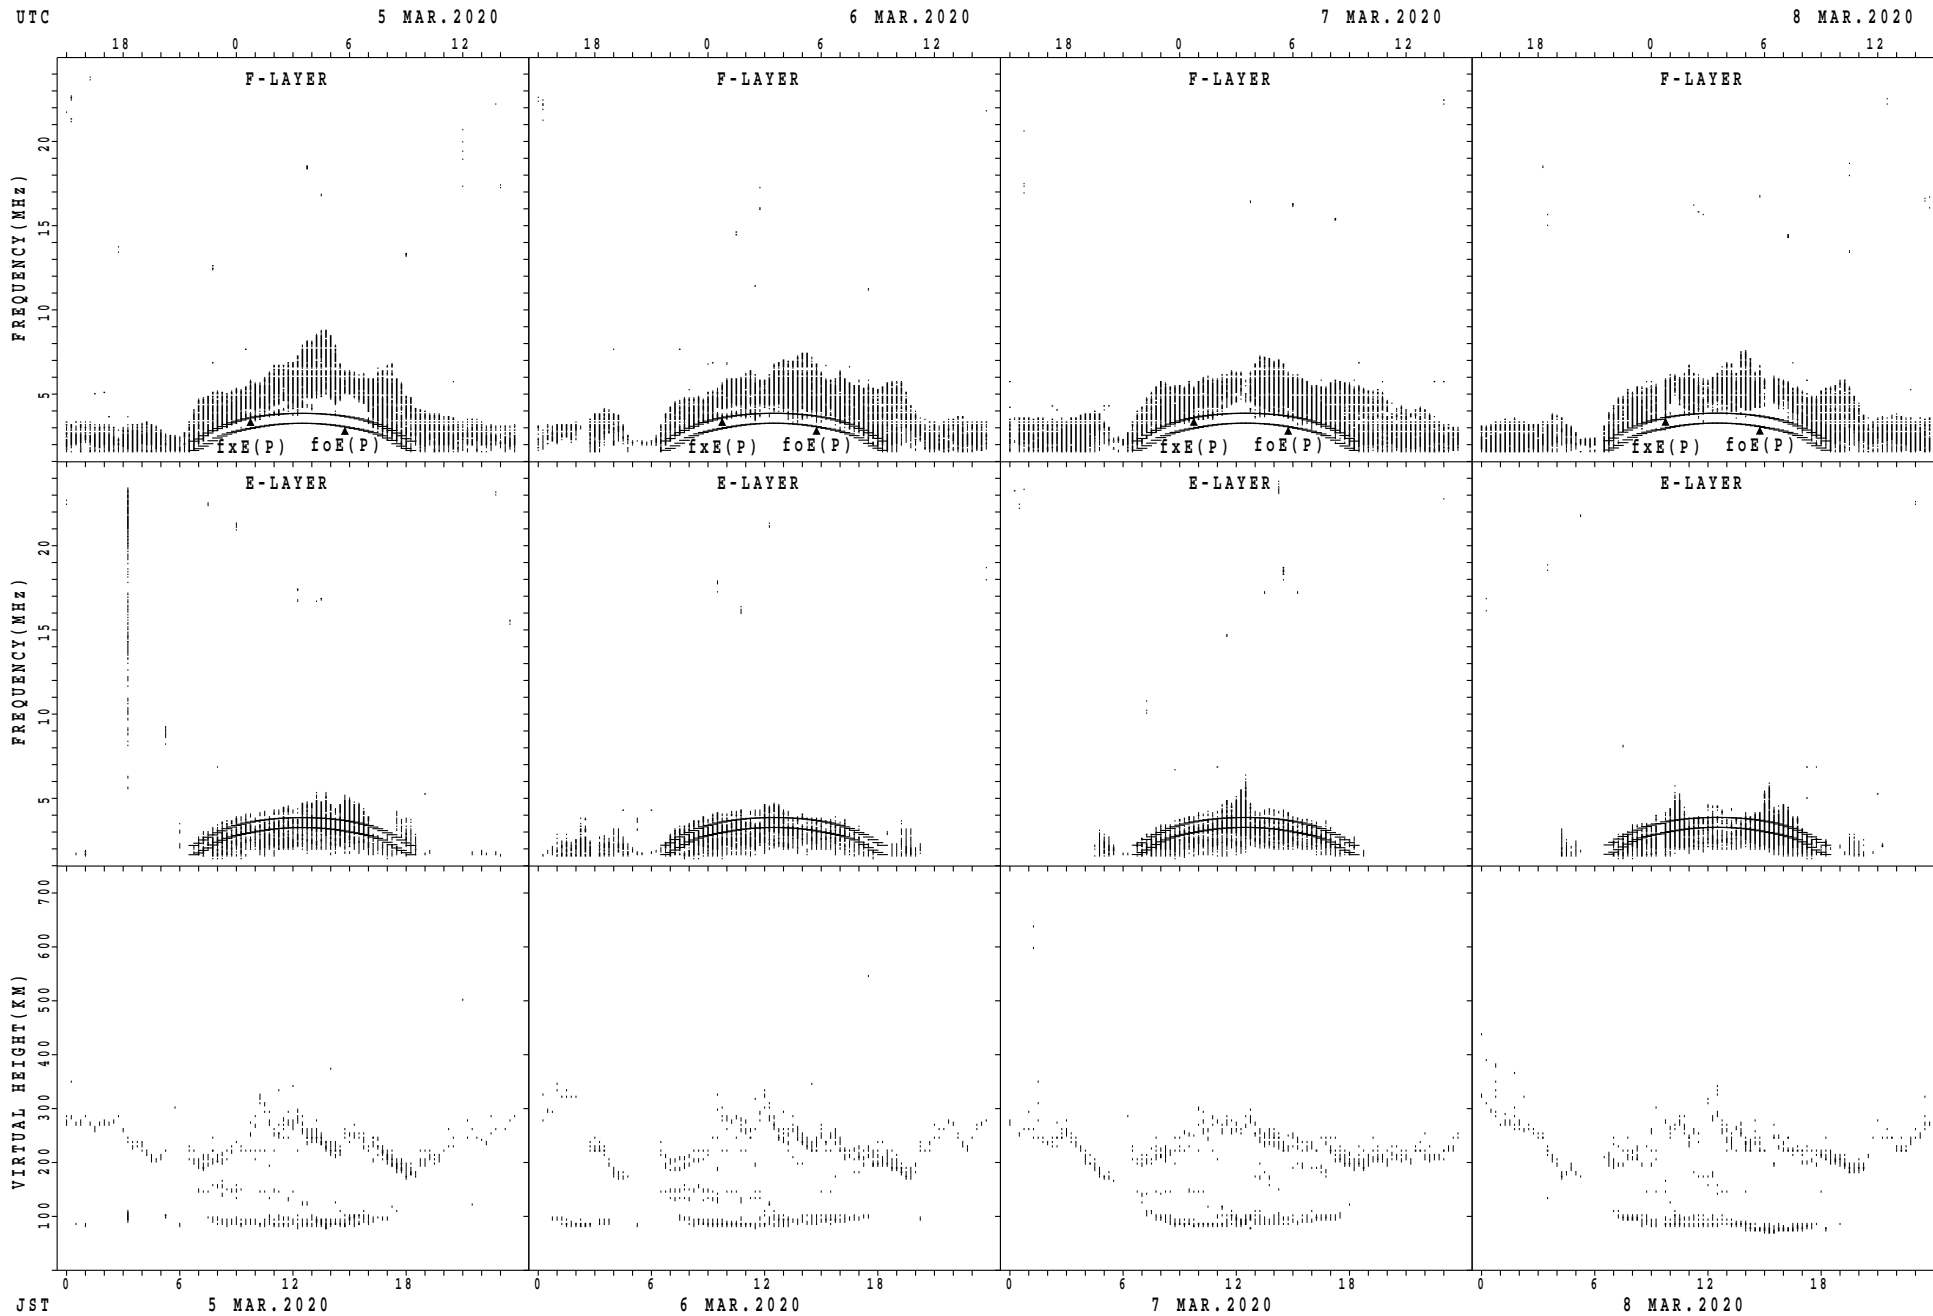 UTC 5 MAR.2020 6 MAR.2020 7 MAR.2020 8 MAR.2020
18 0 6 12 18 0 6 12 18 0 6 12 18 0 6 12
F-LAYER F-LAYER F-LAYER F-LAYER
FREQUENCY(MHz)
20
15
10
5
fxE(P) foE(P) fxE(P) foE(P) fxE(P) foE(P) fxE(P) foE(P)
E-LAYER E-LAYER E-LAYER E-LAYER
FREQUENCY(MHz)
20
15
10
5
VIRTUAL HEIGHT(KM)
700
600
500
400
300
200
100
0 6 12 18 0 6 12 18 0 6 12 18 0 6 12 18
JST 5 MAR.2020 6 MAR.2020 7 MAR.2020 8 MAR.2020